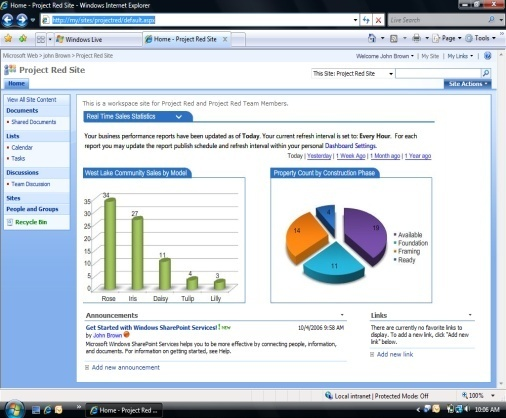 Home - Project Red Site - Windows Internet Explorer
http://my/sites/projectred/default.aspx
Live Search
Windows Live
Home - Project Red Site
Page
Tools
Microsoft Web > john Brown > Project Red Site
Welcome John Brown
My Site
My Links
Project Red Site
This Site: Project Red Site
Home
Site Actions
View All Site Content
Documents
Shared Documents
Lists
Calendar
Tasks
Discussions
Team Discussion
Sites
People and Groups
Recycle Bin
This is a workspace site for Project Red and Project Red Team Members.
Real Time Sales Statistics
Your business performance reports have been updated as of Today. Your current refresh interval is set to: Every Hour. For each
report you may update the report publish schedule and refresh interval within your personal Dashboard Settings.
Today | Yesterday | 1 Week Ago | 1 Month ago | 1 Year ago
West Lake Community Sales by Model
35
30
25
20
15
10
5
0
34
27
11
4
3
Rose Iris Daisy Tulip Lilly
Property Count by Construction Phase
4
14
19
11
Available
Foundation
Framing
Ready
Announcements
Get Started with Windows SharePoint Services! NEW
10/4/2006 9:58 AM
by John Brown
Microsoft Windows SharePoint Services helps you to be more effective by connecting people, information,
and documents. For information on getting started, see Help.
Add new announcement
Links
There are currently no favorite links to
display. To add a new link, click "Add new
link" below.
Add new link
Local intranet | Protected Mode: Off
100%
Home - Project Red ...
10:06 AM